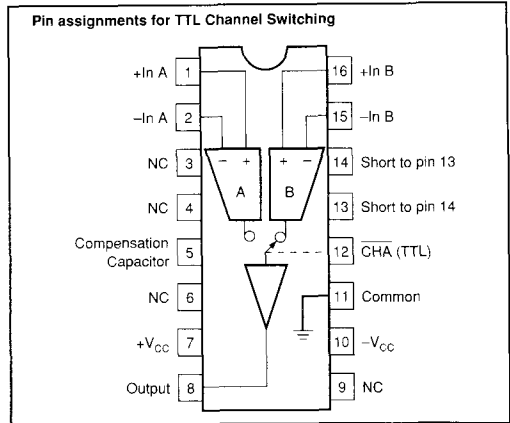 Pin assignments for TTL Channel Switching
+In A 1
16 +In B
–In A 2
15 –In B
NC 3
– + + –
14 Short to pin 13
A B
NC 4
13 Short to pin 14
Compensation
Capacitor 5
12 CHA (TTL)
NC 6
11 Common
+VCC 7
10 –VCC
Output 8
9 NC